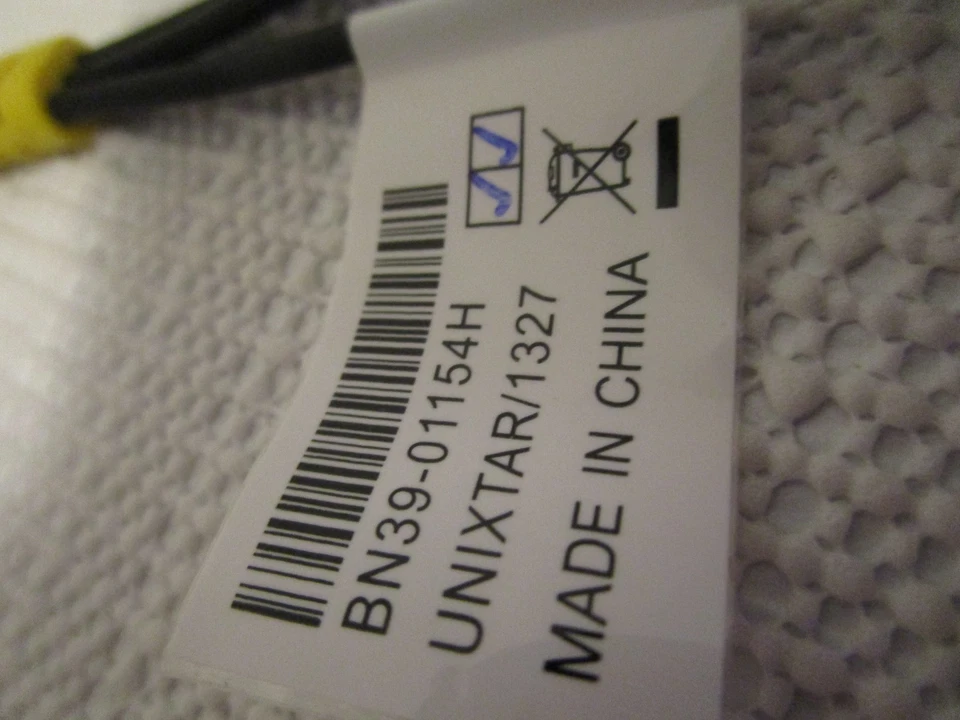 BN39-01154H
UNIXTAR/1327
MADE IN CHINA